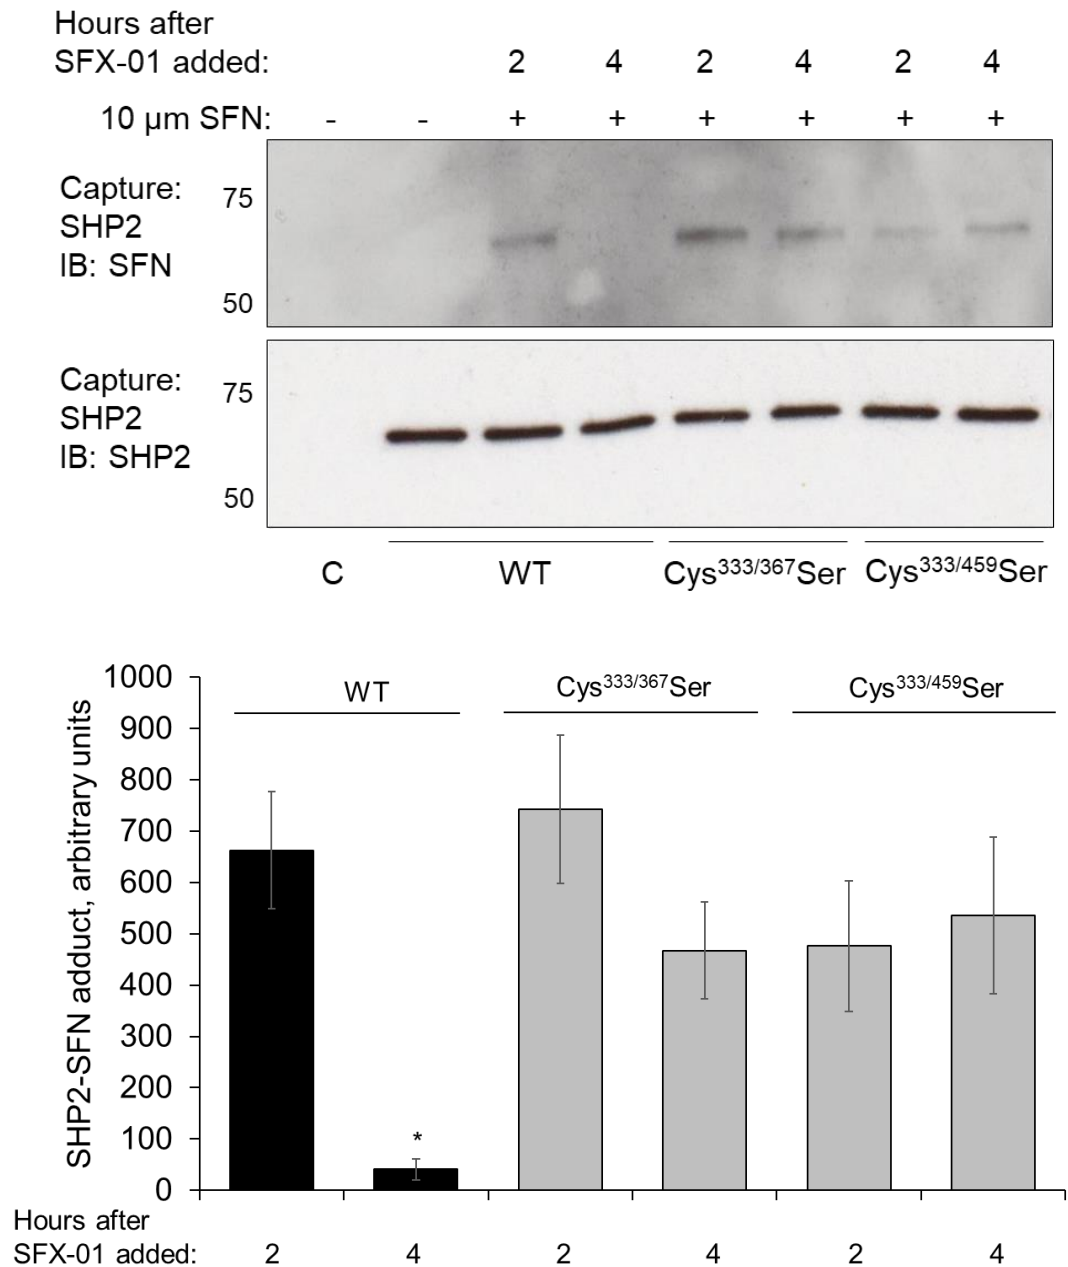 Hours after
SFX-01 added: 2 4 2 4 2 4
10 µm SFN: - - + + + + + +
Capture:
SHP2
IB: SFN
75
50
Capture:
SHP2
IB: SHP2
75
50
C WT Cys333/367Ser Cys333/459Ser
SHP2-SFN adduct, arbitrary units
1000
900
800
700
600
500
400
300
200
100
0
WT Cys333/367Ser Cys333/459Ser
*
Hours after
SFX-01 added: 2 4 2 4 2 4